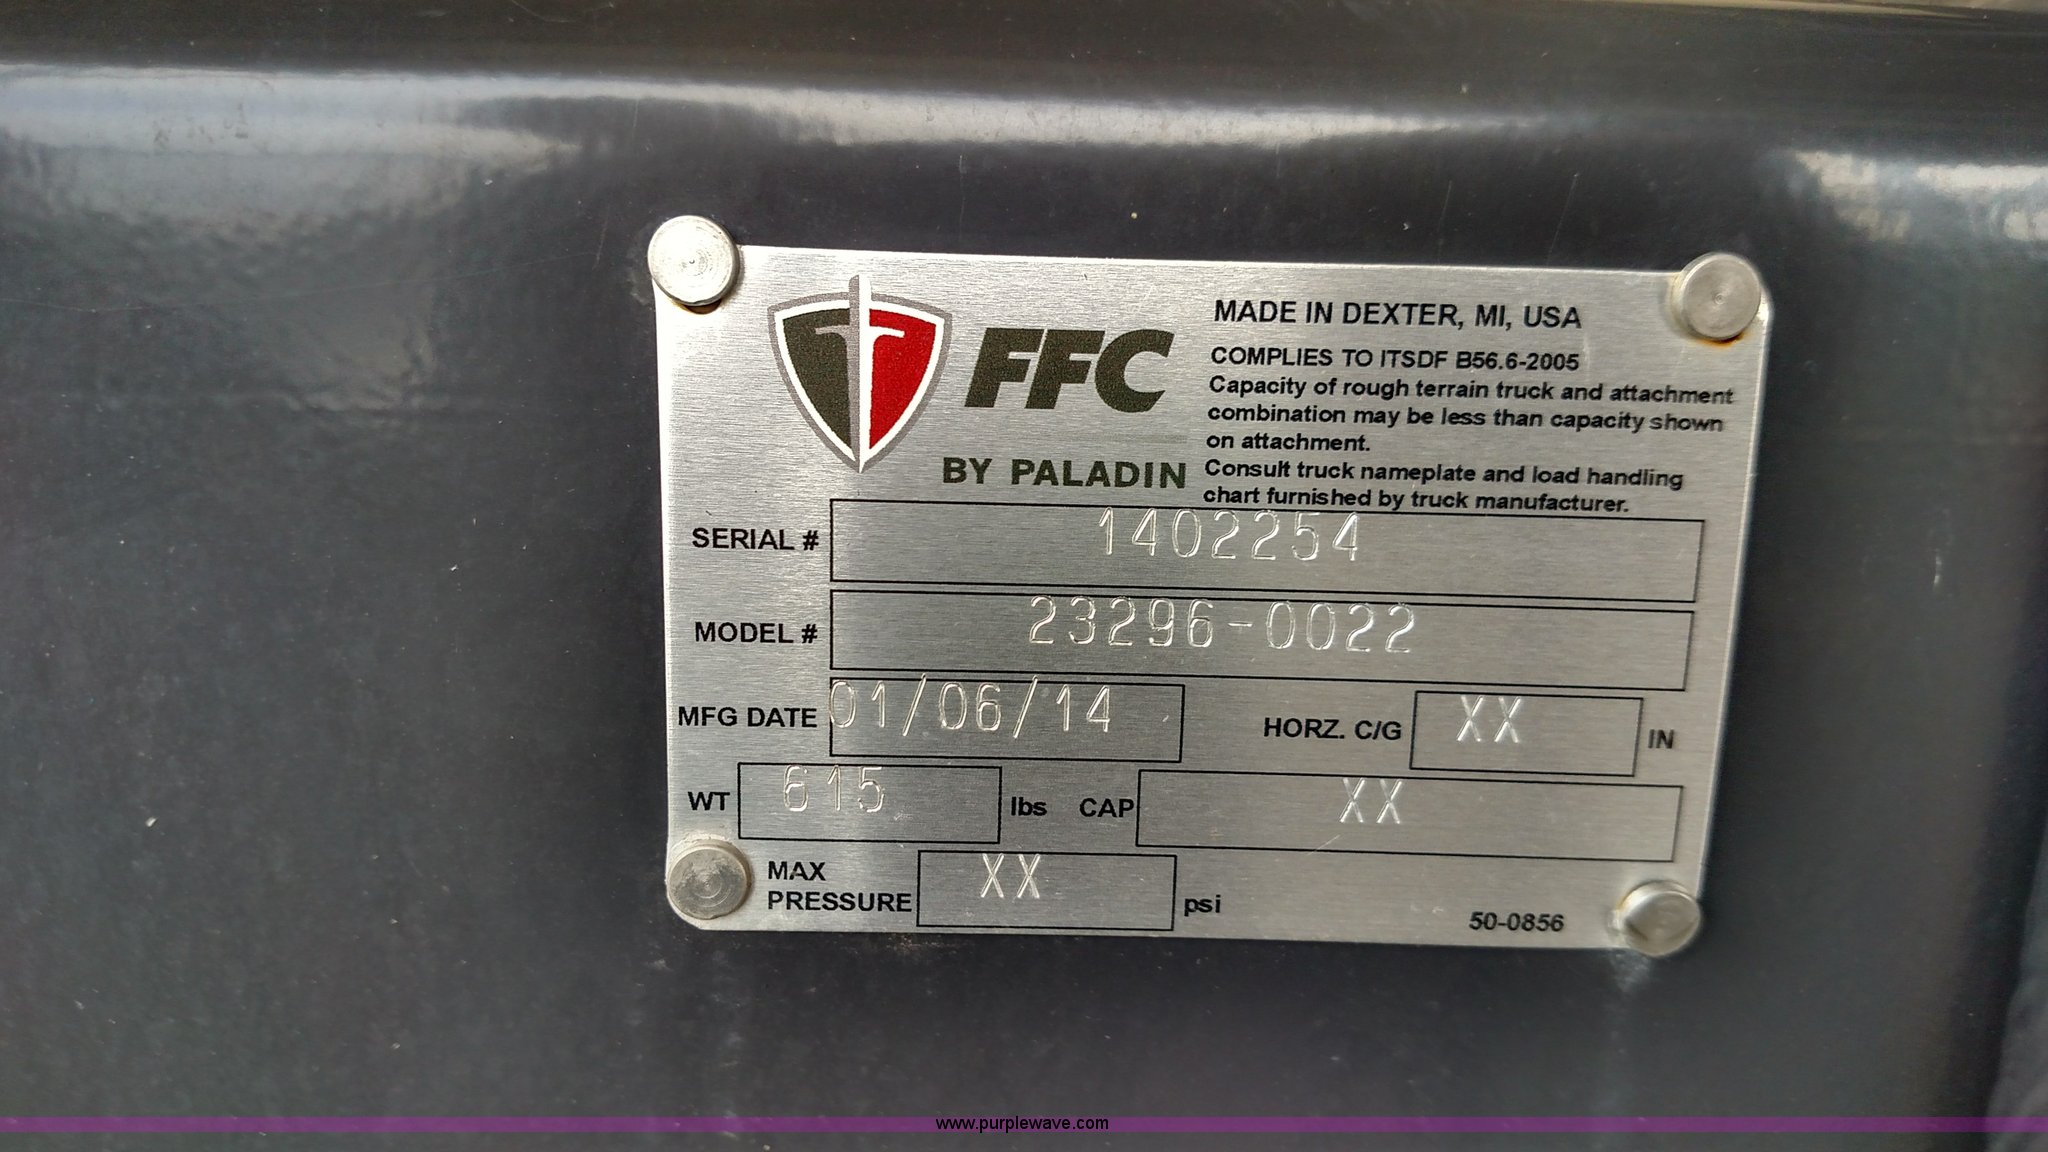 FFC
BY PALADIN
MADE IN DEXTER, MI, USA
COMPLIES TO ITSDF B56.6-2005
Capacity of rough terrain truck and attachment
combination may be less than capacity shown
on attachment.
Consult truck nameplate and load handling
chart furnished by truck manufacturer.
SERIAL # 1402254
MODEL # 23296-0022
MFG DATE 01/06/14 HORZ. C/G XX IN
WT 615 lbs CAP XX
MAX
PRESSURE XX psi
50-0856
www.purplewave.com